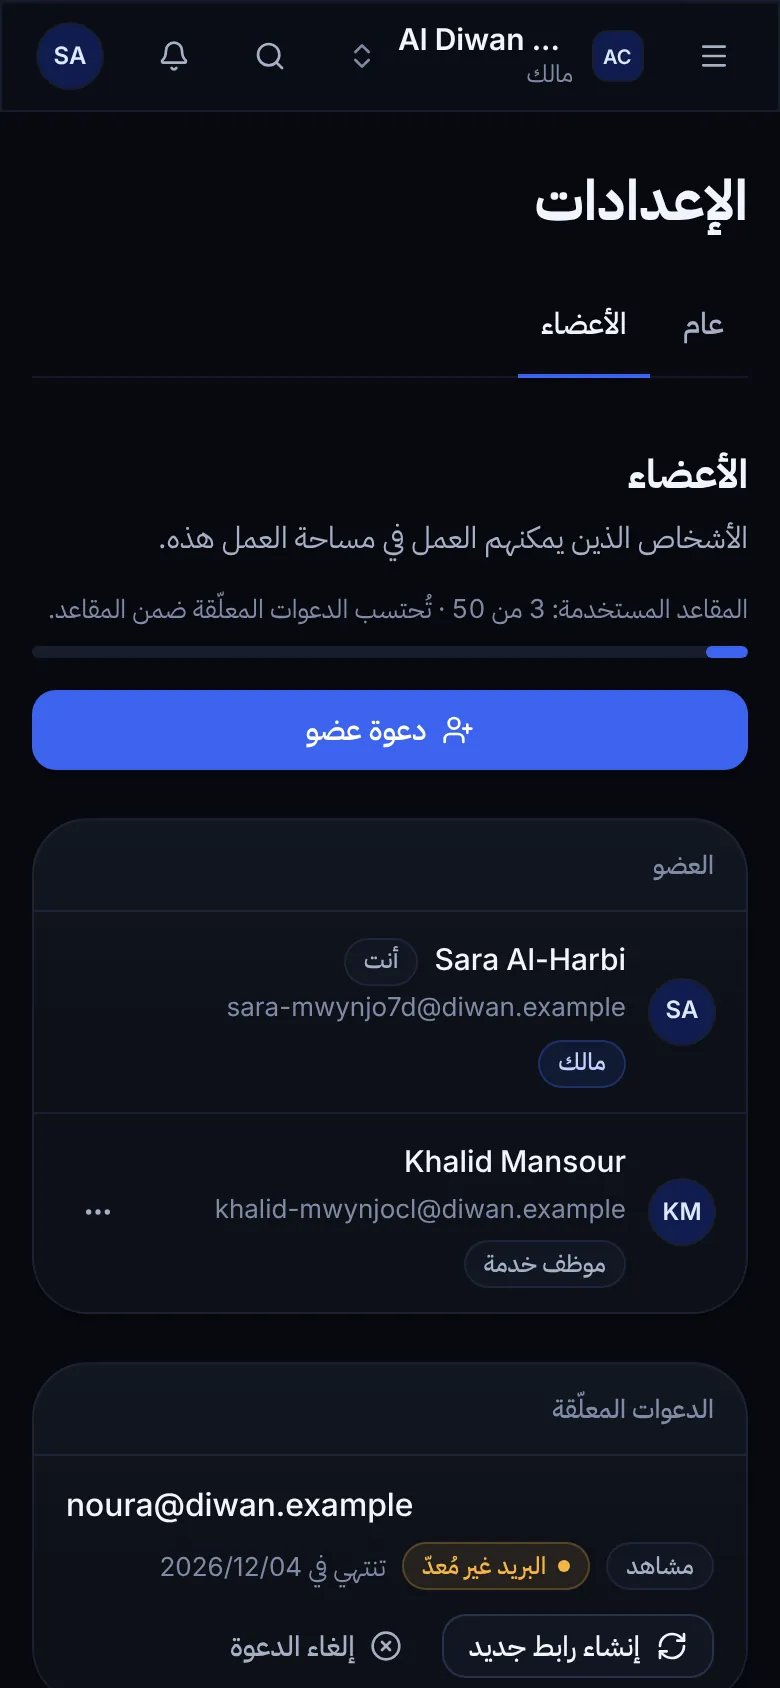 AC
Al Diwan ...
مالك
SA
الإعدادات
عام
الأعضاء
الأعضاء
الأشخاص الذين يمكنهم العمل في مساحة العمل هذه.
المقاعد المستخدمة: 3 من 50 · تُحتسب الدعوات المعلّقة ضمن المقاعد.
دعوة عضو
العضو
SA
Sara Al-Harbi أنت
sara-mwynjo7d@diwan.example
مالك
KM
Khalid Mansour
khalid-mwynjocl@diwan.example
موظف خدمة
الدعوات المعلّقة
noura@diwan.example
مشاهد البريد غير مُعدّ تنتهي في 2026/12/04
إنشاء رابط جديد إلغاء الدعوة